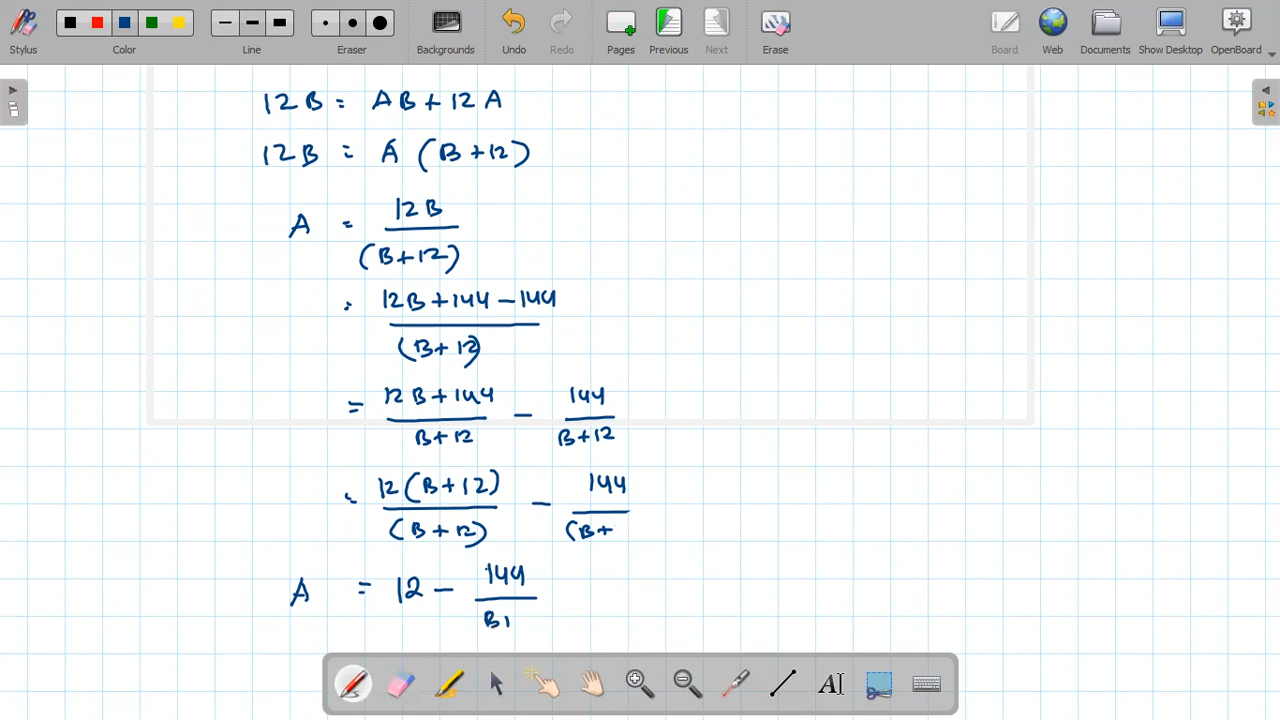 Stylus Color Line Eraser Backgrounds Undo Redo Pages Previous Next Erase Board Web Documents Show Desktop OpenBoard
12B = AB + 12A
12B = A (B + 12)
A = 12B / (B + 12)
= 12B + 144 - 144 / (B + 12)
= 12B + 144 / B + 12 - 144 / B + 12
= 12 (B + 12) / (B + 12) - 144 / (B +
A = 12 - 144 / B